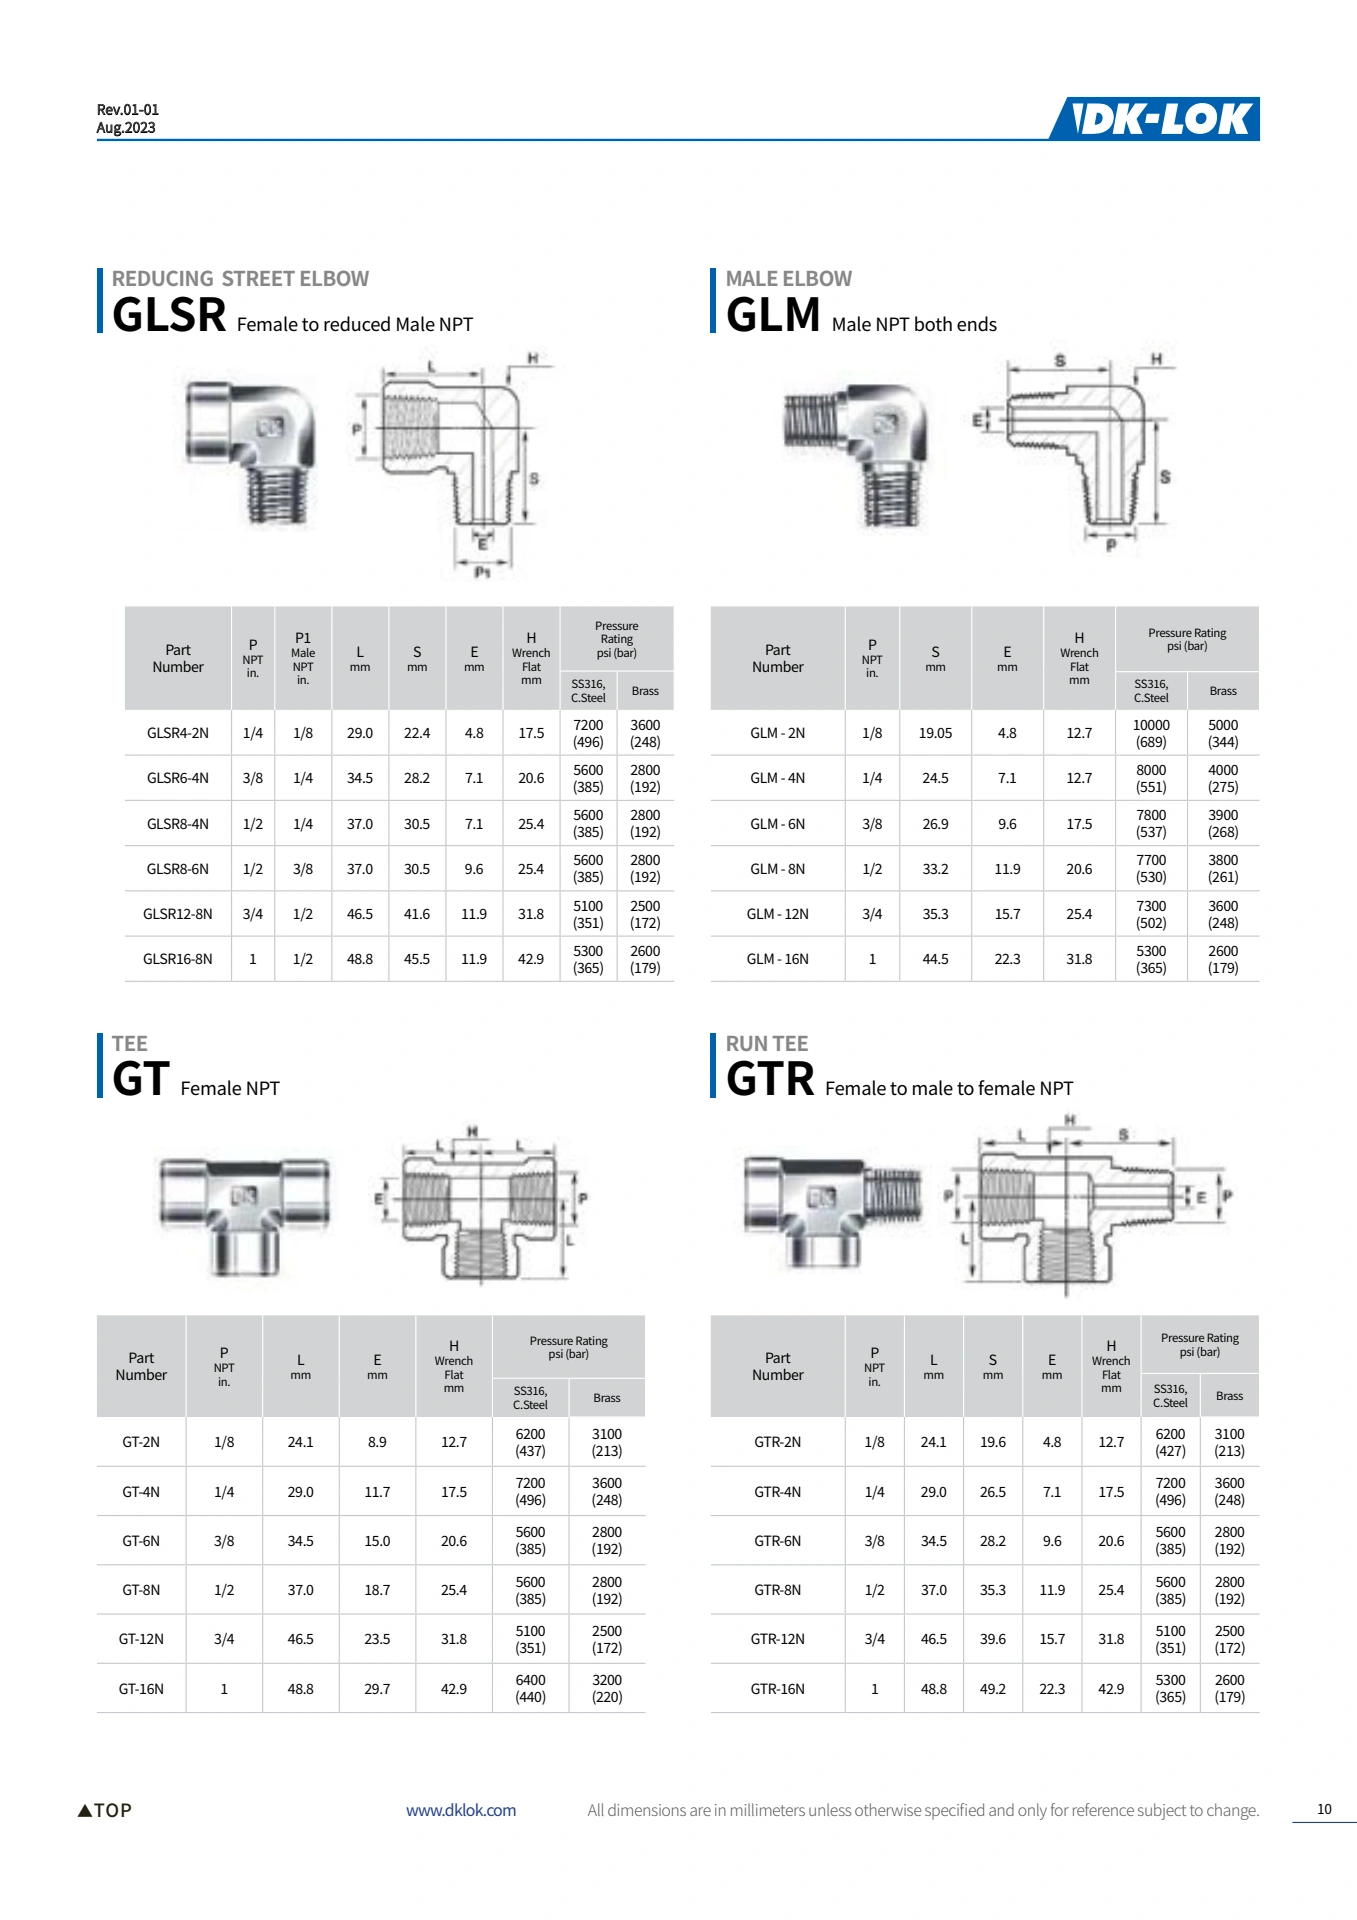 Rev.01-01
Aug.2023
DK-LOK
REDUCING STREET ELBOW
GLSR Female to reduced Male NPT
L
H
P
S
E
P1
Part Number | P NPT in. | P1 Male NPT in. | L mm | S mm | E mm | H Wrench Flat mm | Pressure Rating psi (bar)
SS316, C.Steel | Brass
GLSR4-2N 1/4 1/8 29.0 22.4 4.8 17.5 7200 (496) 3600 (248)
GLSR6-4N 3/8 1/4 34.5 28.2 7.1 20.6 5600 (385) 2800 (192)
GLSR8-4N 1/2 1/4 37.0 30.5 7.1 25.4 5600 (385) 2800 (192)
GLSR8-6N 1/2 3/8 37.0 30.5 9.6 25.4 5600 (385) 2800 (192)
GLSR12-8N 3/4 1/2 46.5 41.6 11.9 31.8 5100 (351) 2500 (172)
GLSR16-8N 1 1/2 48.8 45.5 11.9 42.9 5300 (365) 2600 (179)
MALE ELBOW
GLM Male NPT both ends
S
H
E
S
P
Part Number | P NPT in. | S mm | E mm | H Wrench Flat mm | Pressure Rating psi (bar)
SS316, C.Steel | Brass
GLM - 2N 1/8 19.05 4.8 12.7 10000 (689) 5000 (344)
GLM - 4N 1/4 24.5 7.1 12.7 8000 (551) 4000 (275)
GLM - 6N 3/8 26.9 9.6 17.5 7800 (537) 3900 (268)
GLM - 8N 1/2 33.2 11.9 20.6 7700 (530) 3800 (261)
GLM - 12N 3/4 35.3 15.7 25.4 7300 (502) 3600 (248)
GLM - 16N 1 44.5 22.3 31.8 5300 (365) 2600 (179)
TEE
GT Female NPT
H
L L
E P
L
Part Number | P NPT in. | L mm | E mm | H Wrench Flat mm | Pressure Rating psi (bar)
SS316, C.Steel | Brass
GT-2N 1/8 24.1 8.9 12.7 6200 (437) 3100 (213)
GT-4N 1/4 29.0 11.7 17.5 7200 (496) 3600 (248)
GT-6N 3/8 34.5 15.0 20.6 5600 (385) 2800 (192)
GT-8N 1/2 37.0 18.7 25.4 5600 (385) 2800 (192)
GT-12N 3/4 46.5 23.5 31.8 5100 (351) 2500 (172)
GT-16N 1 48.8 29.7 42.9 6400 (440) 3200 (220)
RUN TEE
GTR Female to male to female NPT
H
L S
P E P
L
Part Number | P NPT in. | L mm | S mm | E mm | H Wrench Flat mm | Pressure Rating psi (bar)
SS316, C.Steel | Brass
GTR-2N 1/8 24.1 19.6 4.8 12.7 6200 (427) 3100 (213)
GTR-4N 1/4 29.0 26.5 7.1 17.5 7200 (496) 3600 (248)
GTR-6N 3/8 34.5 28.2 9.6 20.6 5600 (385) 2800 (192)
GTR-8N 1/2 37.0 35.3 11.9 25.4 5600 (385) 2800 (192)
GTR-12N 3/4 46.5 39.6 15.7 31.8 5100 (351) 2500 (172)
GTR-16N 1 48.8 49.2 22.3 42.9 5300 (365) 2600 (179)
▲TOP
www.dklok.com
All dimensions are in millimeters unless otherwise specified and only for reference subject to change.
10